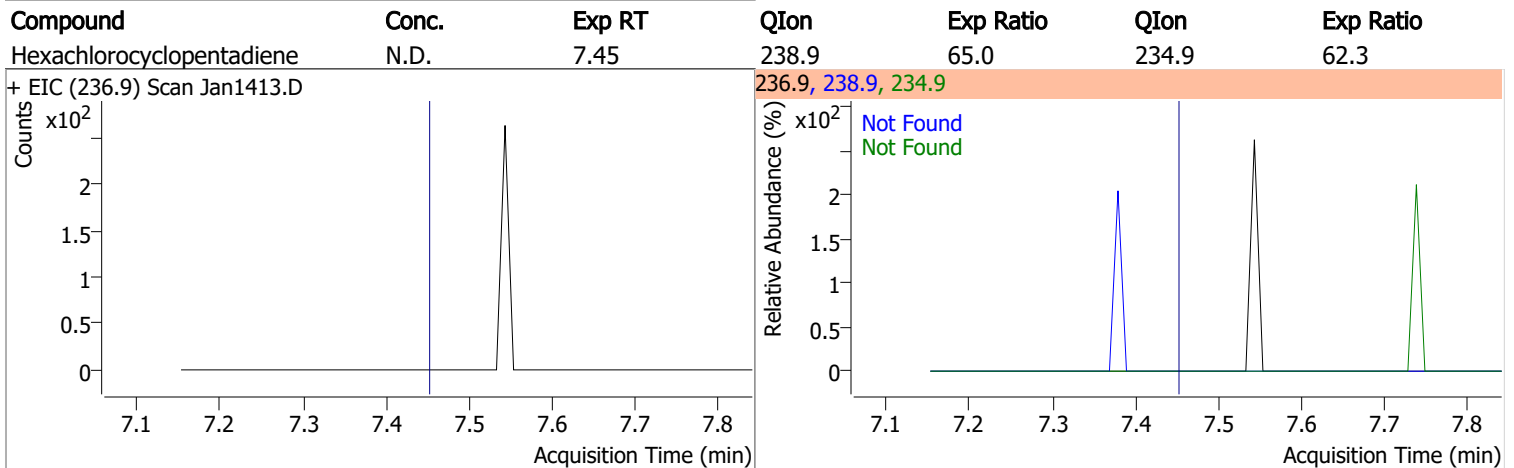 Compound Conc. Exp RT QIon Exp Ratio QIon Exp Ratio
Hexachlorocyclopentadiene N.D. 7.45 238.9 65.0 234.9 62.3
+ EIC (236.9) Scan Jan1413.D
Counts
x10²
2
1.5
1
0.5
0
7.1 7.2 7.3 7.4 7.5 7.6 7.7 7.8
Acquisition Time (min)
236.9, 238.9, 234.9
Relative Abundance (%)
x10²
Not Found
Not Found
2
1.5
1
0.5
0
7.1 7.2 7.3 7.4 7.5 7.6 7.7 7.8
Acquisition Time (min)